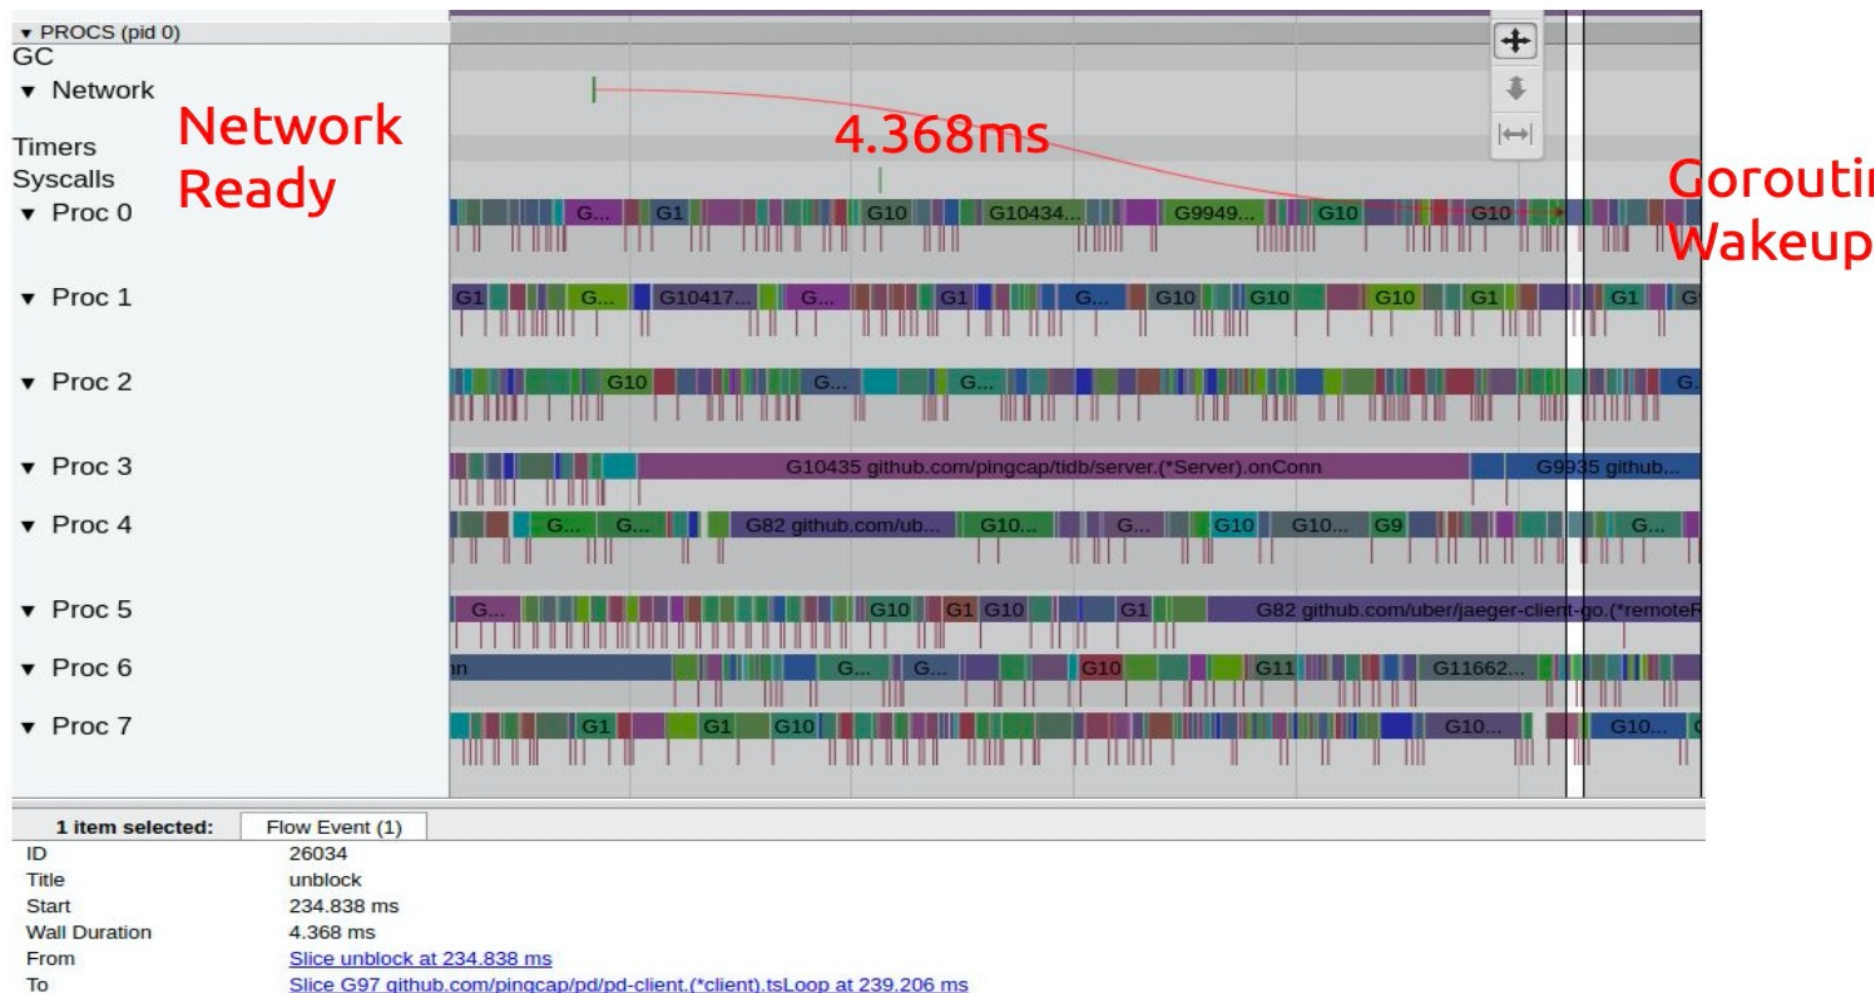 ▼ PROCS (pid 0)
GC
▼ Network
Network
Ready
4.368ms
Timers
Syscalls
Goroutin
Wakeup
▼ Proc 0
G... G1 G10 G10434... G9949... G10 G10
▼ Proc 1
G1 G... G10417... G... G1 G... G10 G10 G10 G1 G1
▼ Proc 2
G10 G... G... G.
▼ Proc 3
G10435 github.com/pingcap/tidb/server.(*Server).onConn G9935 github...
▼ Proc 4
G... G... G82 github.com/ub... G10... G... G10 G10... G9 G...
▼ Proc 5
G... G10 G1 G10 G1 G82 github.com/uber/jaeger-client-go.(*remoteR
▼ Proc 6
G... G... G10 G11 G11662...
▼ Proc 7
G1 G1 G10 G10... G10...
1 item selected: Flow Event (1)
ID 26034
Title unblock
Start 234.838 ms
Wall Duration 4.368 ms
From Slice unblock at 234.838 ms
To Slice G97 github.com/pingcap/pd/pd-client.(*client).tsLoop at 239.206 ms